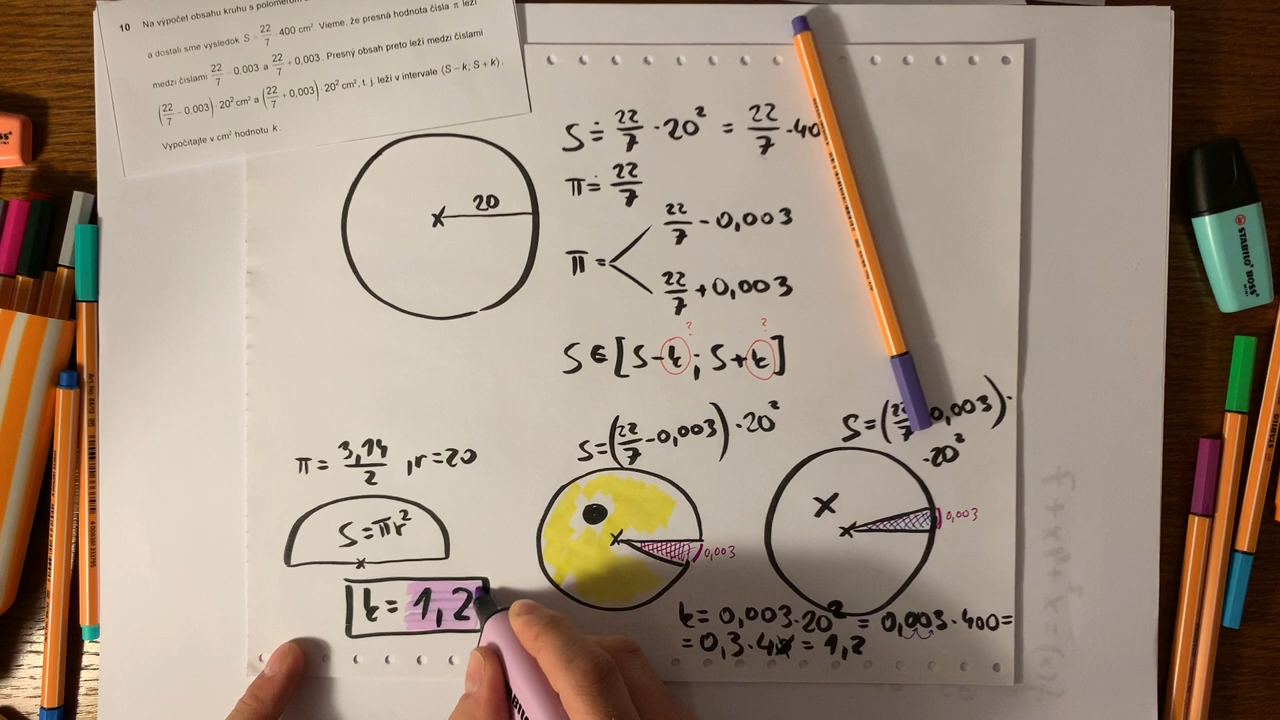 10 Na výpočet obsahu kruhu s polomerom
a dostali sme výsledok S = 22/7 · 400 cm². Vieme, že presná hodnota čísla π leží
medzi číslami 22/7 - 0,003 a 22/7 + 0,003. Presný obsah preto leží medzi číslami
(22/7 - 0,003) · 20² cm² a (22/7 + 0,003) · 20² cm², t. j. leží v intervale ⟨S – k; S + k⟩.
Vypočítajte v cm² hodnotu k.
20
S ≐ 22/7 · 20² = 22/7 · 40
π ≐ 22/7
π =
22/7 - 0,003
22/7 + 0,003
? ?
S ∈ [S-k; S+k]
π = 3,14/2, r=20
S=πr²
k = 1,2
S=(22/7 - 0,003) · 20²
0,003
S=(22/7 0,003) ·
· 20²
x
0,003
k = 0,003 · 20² = 0,003 · 400 =
= 0,3 · 4 = 1,2
STABILO BOSS
BOSS